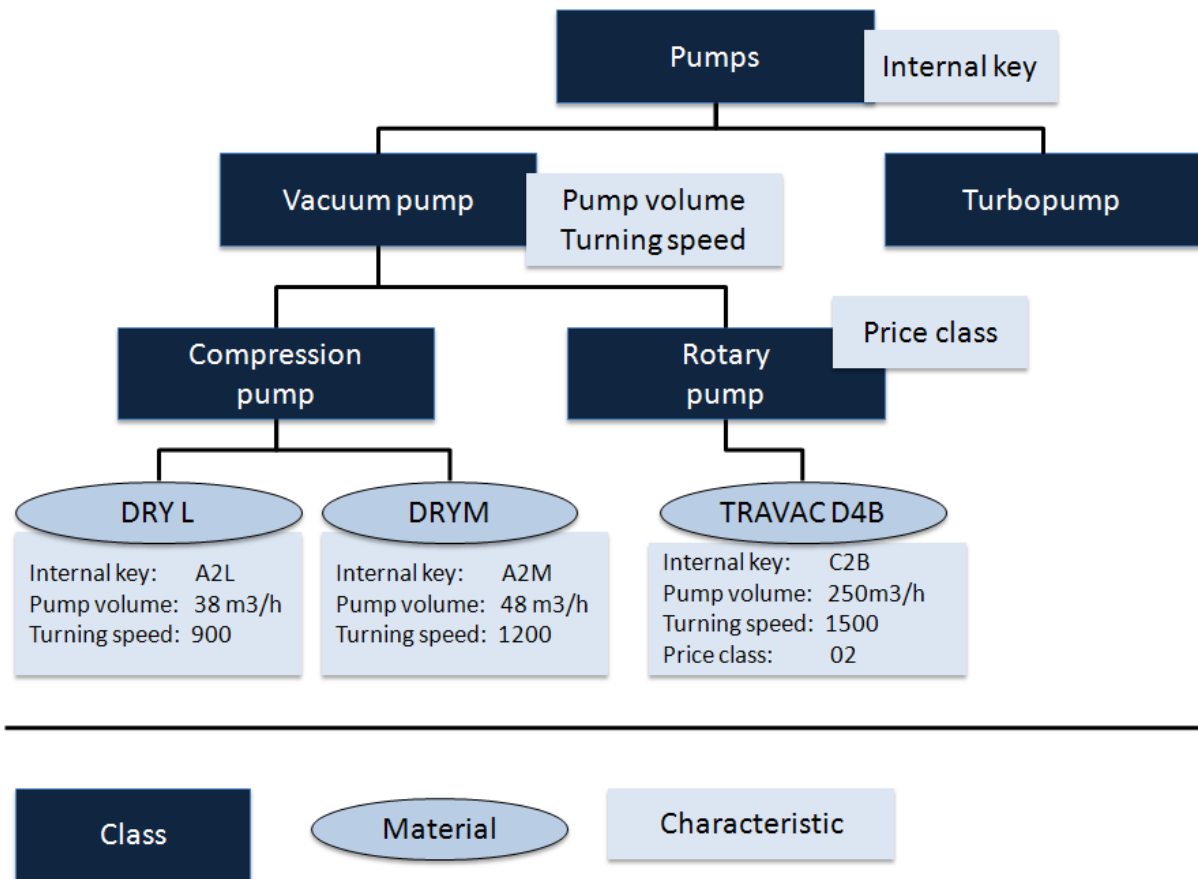 Pumps
Internal key
Vacuum pump
Pump volume
Turning speed
Turbopump
Price class
Compression
pump
Rotary
pump
DRY L
Internal key: A2L
Pump volume: 38 m3/h
Turning speed: 900
DRYM
Internal key: A2M
Pump volume: 48 m3/h
Turning speed: 1200
TRAVAC D4B
Internal key: C2B
Pump volume: 250m3/h
Turning speed: 1500
Price class: 02
Class
Material
Characteristic